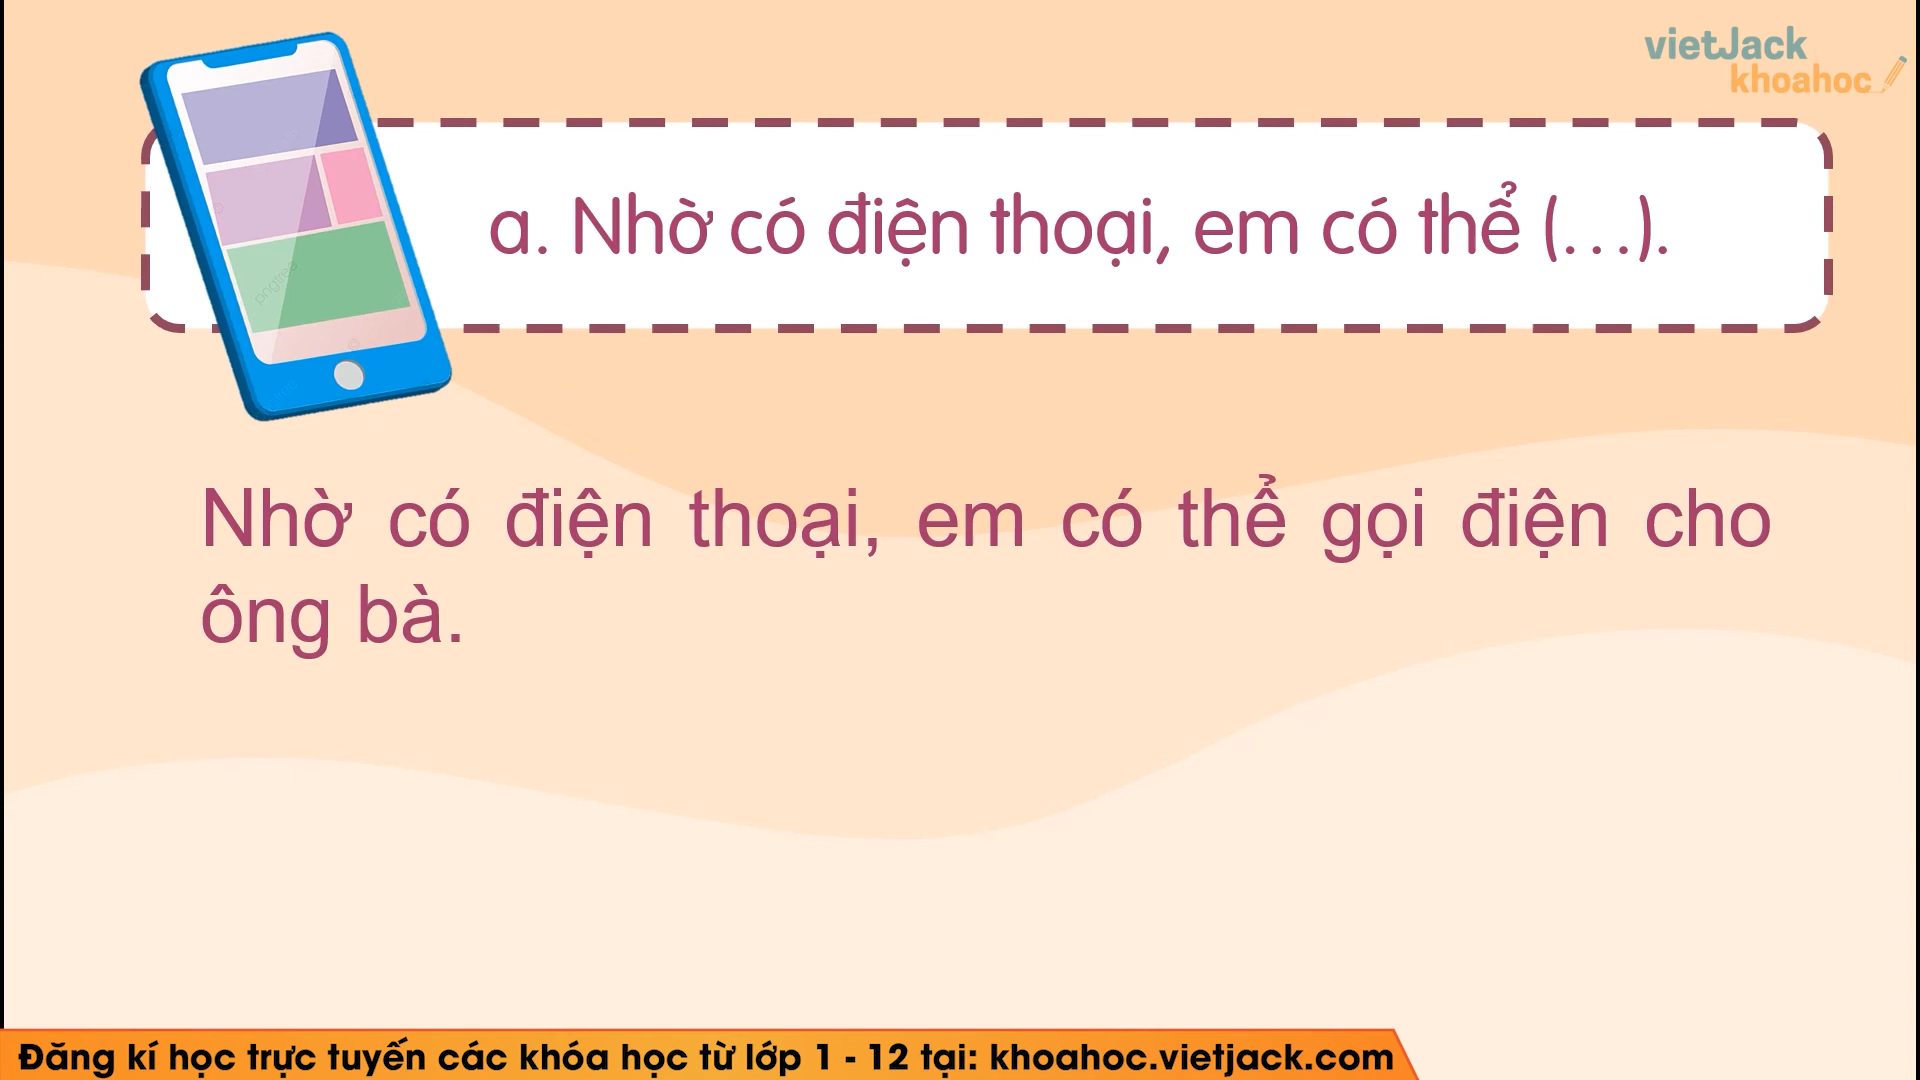 vietJack
khoahoc
a. Nhờ có điện thoại, em có thể (...).
Nhờ có điện thoại, em có thể gọi điện cho
ông bà.
Đăng kí học trực tuyến các khóa học từ lớp 1 - 12 tại: khoahoc.vietjack.com